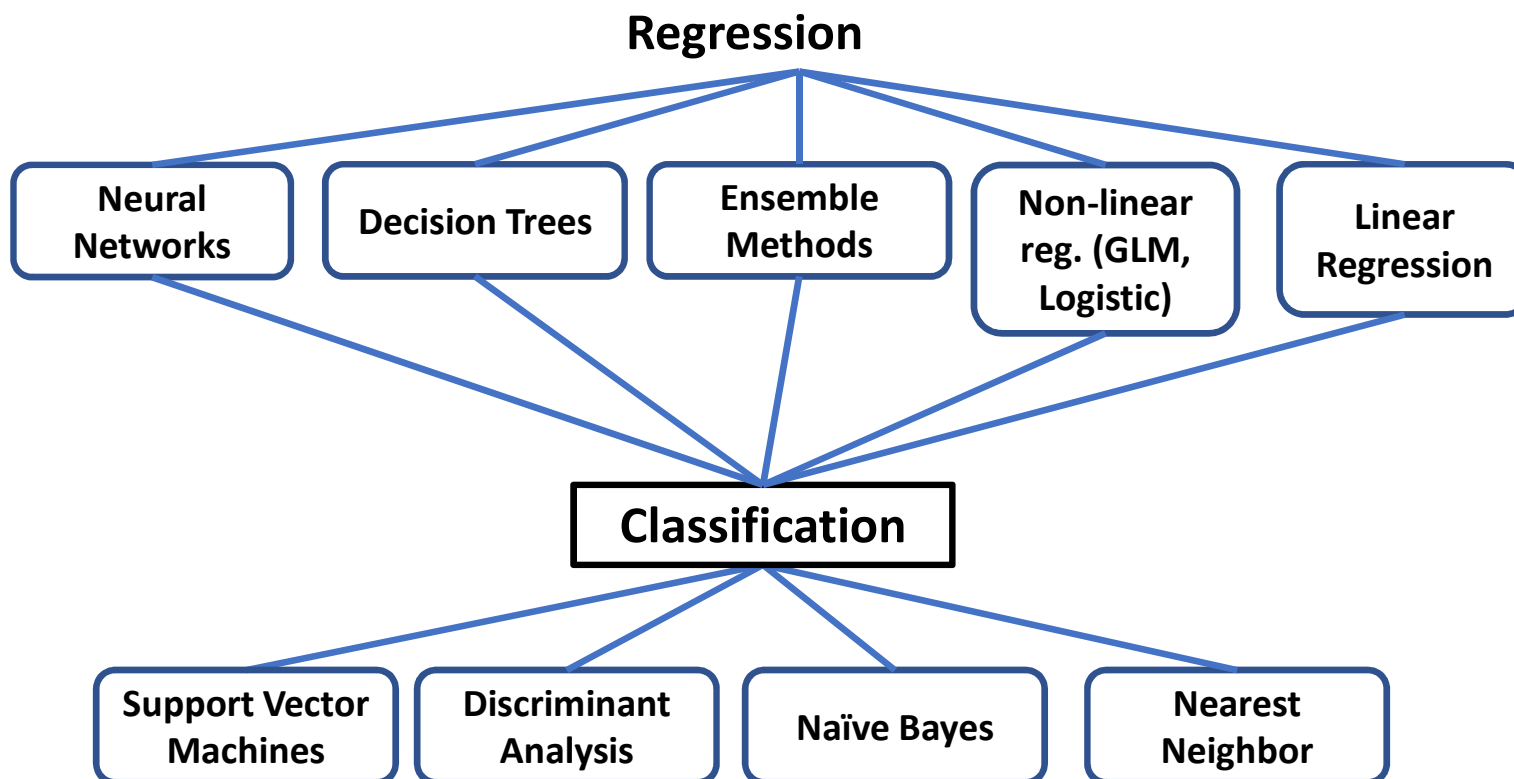 Regression
Neural
Networks
Decision Trees
Ensemble
Methods
Non-linear
reg. (GLM,
Logistic)
Linear
Regression
Classification
Support Vector
Machines
Discriminant
Analysis
Naïve Bayes
Nearest
Neighbor